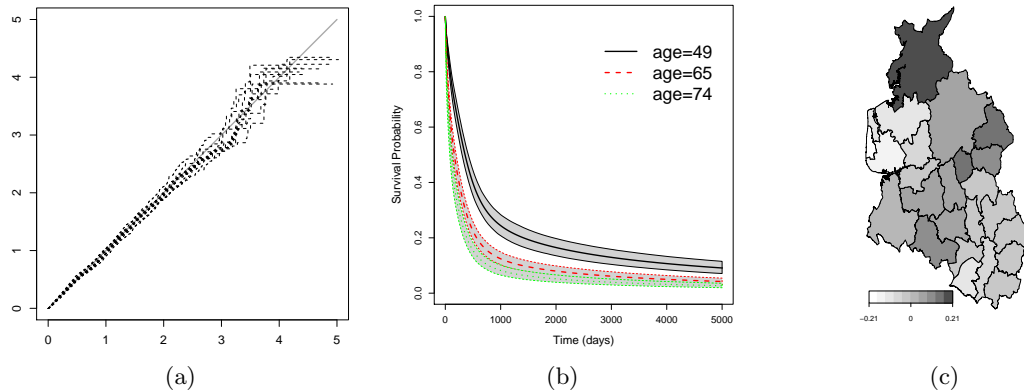 5
4
3
2
1
0
0 1 2 3 4 5
(a)
Survival Probability
1.0
0.8
0.6
0.4
0.2
0.0
age=49
age=65
age=74
0 1000 2000 3000 4000 5000
Time (days)
(b)
−0.21 0 0.21
(c)